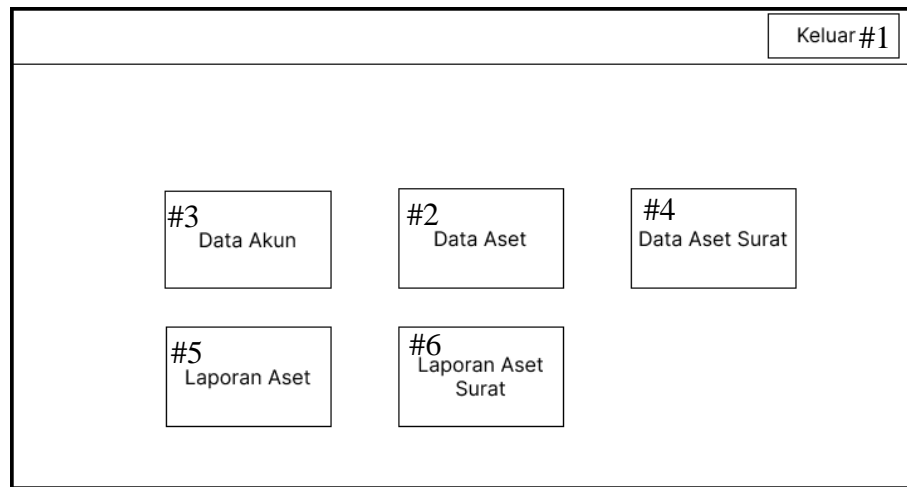 Keluar #1
#3
Data Akun
#2
Data Aset
#4
Data Aset Surat
#5
Laporan Aset
#6
Laporan Aset
Surat